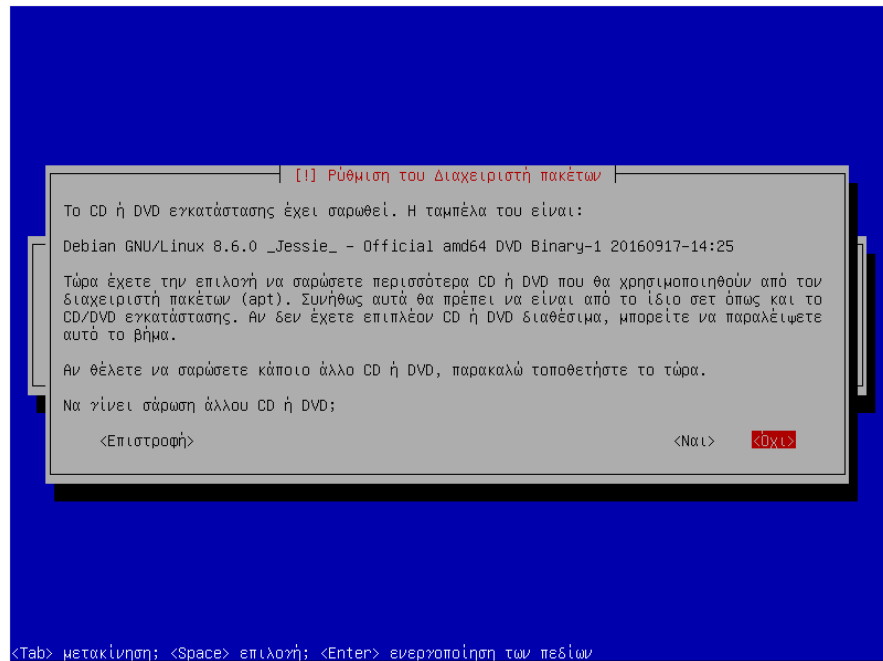 [!] Ρύθμιση του Διαχειριστή πακέτων
Το CD ή DVD εγκατάστασης έχει σαρωθεί. Η ταμπέλα του είναι:
Debian GNU/Linux 8.6.0 _Jessie_ - Official amd64 DVD Binary-1 20160917-14:25
Τώρα έχετε την επιλογή να σαρώσετε περισσότερα CD ή DVD που θα χρησιμοποιηθούν από τον
διαχειριστή πακέτων (apt). Συνήθως αυτά θα πρέπει να είναι από το ίδιο σετ όπως και το
CD/DVD εγκατάστασης. Αν δεν έχετε επιπλέον CD ή DVD διαθέσιμα, μπορείτε να παραλέιψετε
αυτό το βήμα.
Αν θέλετε να σαρώσετε κάποιο άλλο CD ή DVD, παρακαλώ τοποθετήστε το τώρα.
Να γίνει σάρωση άλλου CD ή DVD;
<Επιστροφή> <Ναι> <Όχι>
<Tab> μετακίνηση; <Space> επιλογή; <Enter> ενεργοποίηση των πεδίων